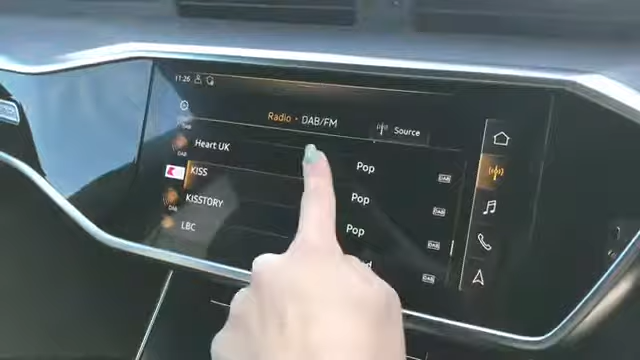 11:26
Radio · DAB/FM
Source
Heart UK
Pop
DAB
KISS
Pop
DAB
KISSTORY
Pop
DAB
LBC
DAB